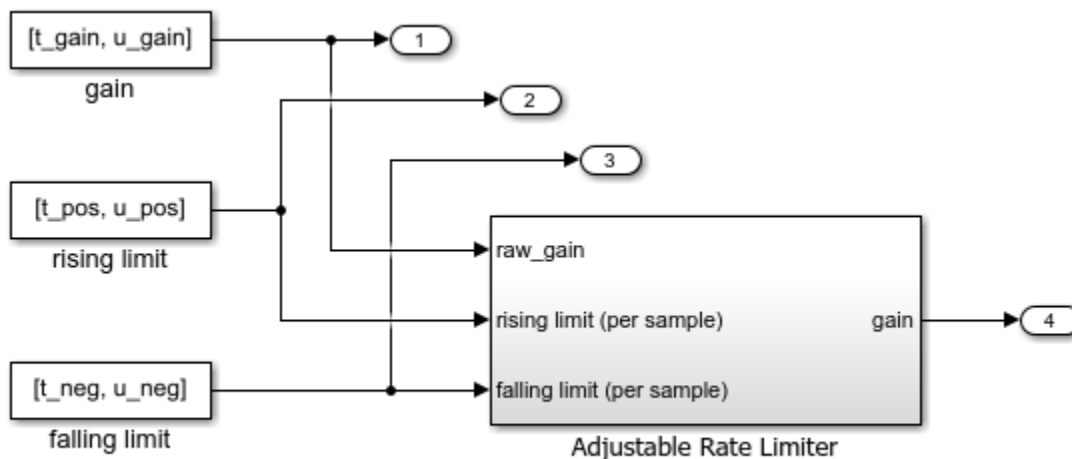 [t_gain, u_gain]
1
gain
2
3
[t_pos, u_pos]
rising limit
raw_gain
rising limit (per sample)
gain
4
[t_neg, u_neg]
falling limit (per sample)
falling limit
Adjustable Rate Limiter